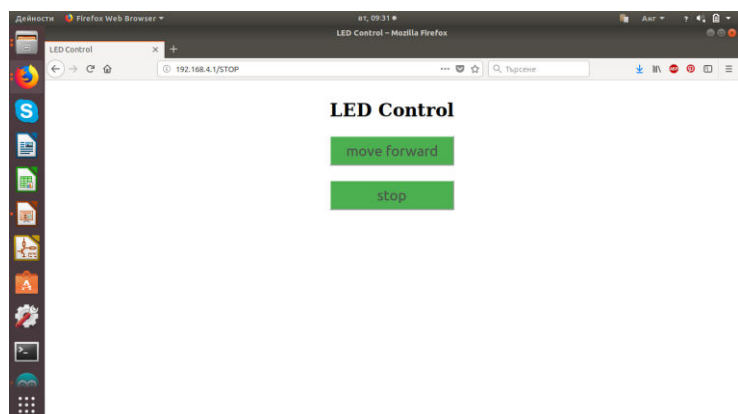 Дейности Firefox Web Browser вт, 09:31 Анг
LED Control – Mozilla Firefox
LED Control
192.168.4.1/STOP Търсене
LED Control
move forward
stop